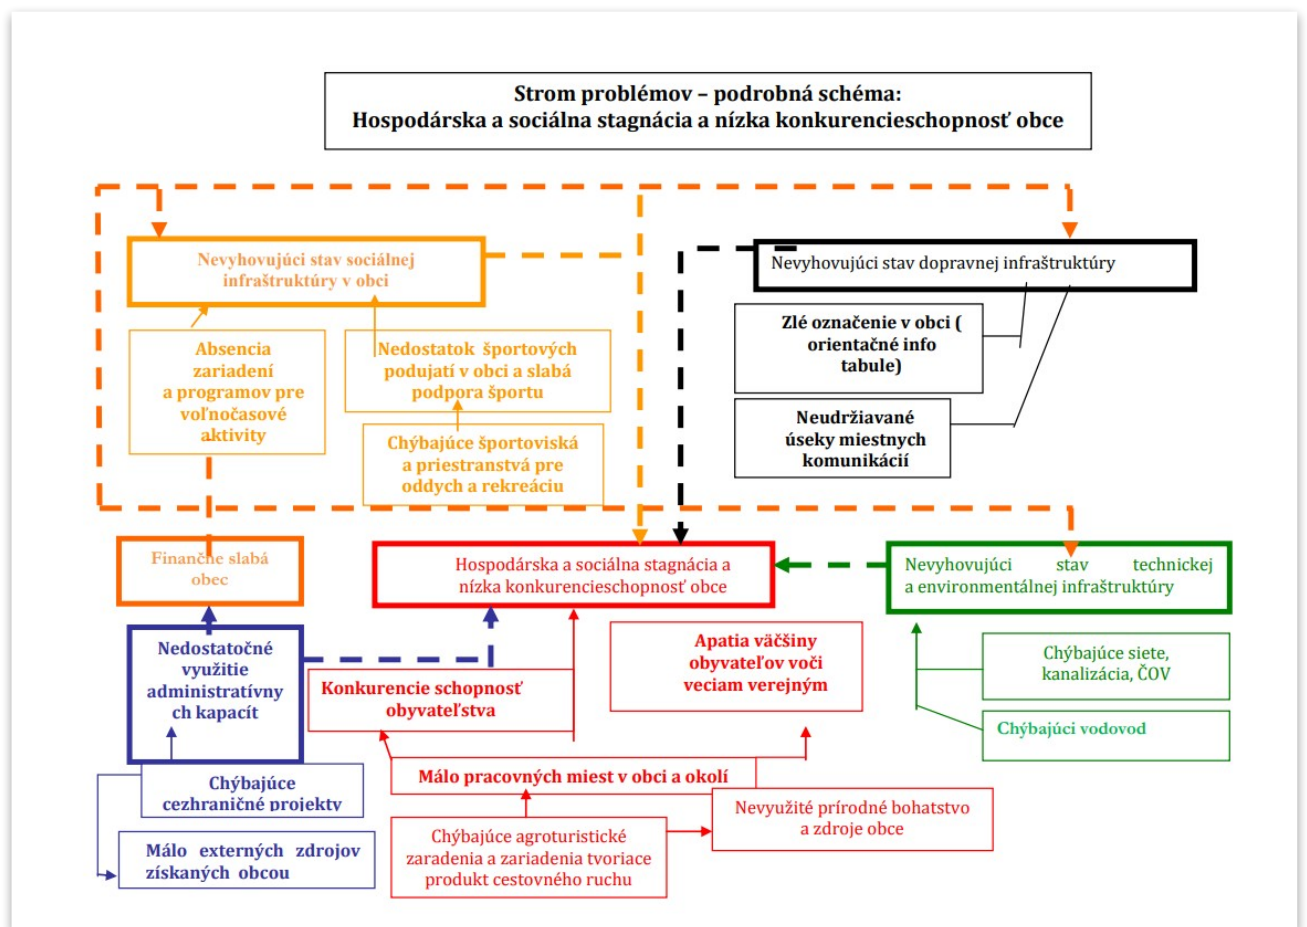 Strom problémov – podrobná schéma:
Hospodárska a sociálna stagnácia a nízka konkurencieschopnosť obce
Nevyhovujúci stav sociálnej
infraštruktúry v obci
Nevyhovujúci stav dopravnej infraštruktúry
Absencia
zariadení
a programov pre
voľnočasové
aktivity
Nedostatok športových
podujatí v obci a slabá
podpora športu
Chýbajúce športoviská
a priestranstvá pre
oddych a rekreáciu
Zlé označenie v obci (
orientačné info
tabule)
Neudržiavané
úseky miestnych
komunikácií
Finančne slabá
obec
Hospodárska a sociálna stagnácia a
nízka konkurencieschopnosť obce
Nevyhovujúci stav technickej
a environmentálnej infraštruktúry
Nedostatočné
využitie
administratívny
ch kapacít
Konkurencie schopnosť
obyvateľstva
Apatia väčšiny
obyvateľov voči
veciam verejným
Chýbajúce siete,
kanalizácia, ČOV
Chýbajúci vodovod
Chýbajúce
cezhraničné projekty
Málo pracovných miest v obci a okolí
Nevyužité prírodné bohatstvo
a zdroje obce
Málo externých zdrojov
získaných obcou
Chýbajúce agroturistické
zaradenia a zariadenia tvoriace
produkt cestovného ruchu